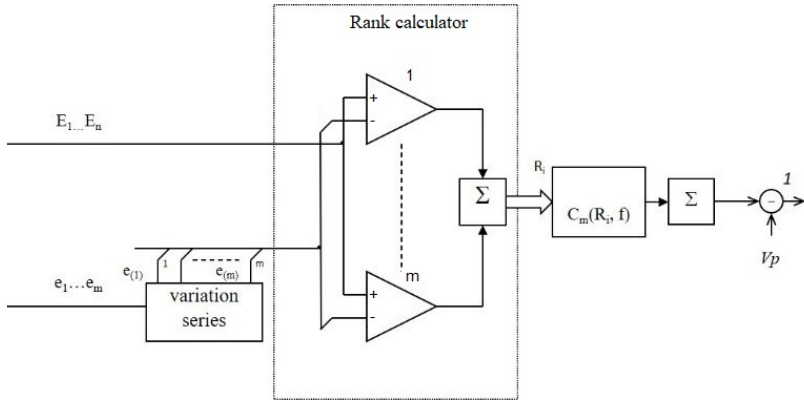 Rank calculator
1
+
-
E₁...Eₙ
m
+
-
Σ
Rᵢ
Cₘ(Rᵢ, f)
Σ
-
1
Vp
e₍₁₎
1
e₍ₘ₎
m
e₁...eₘ
variation
series